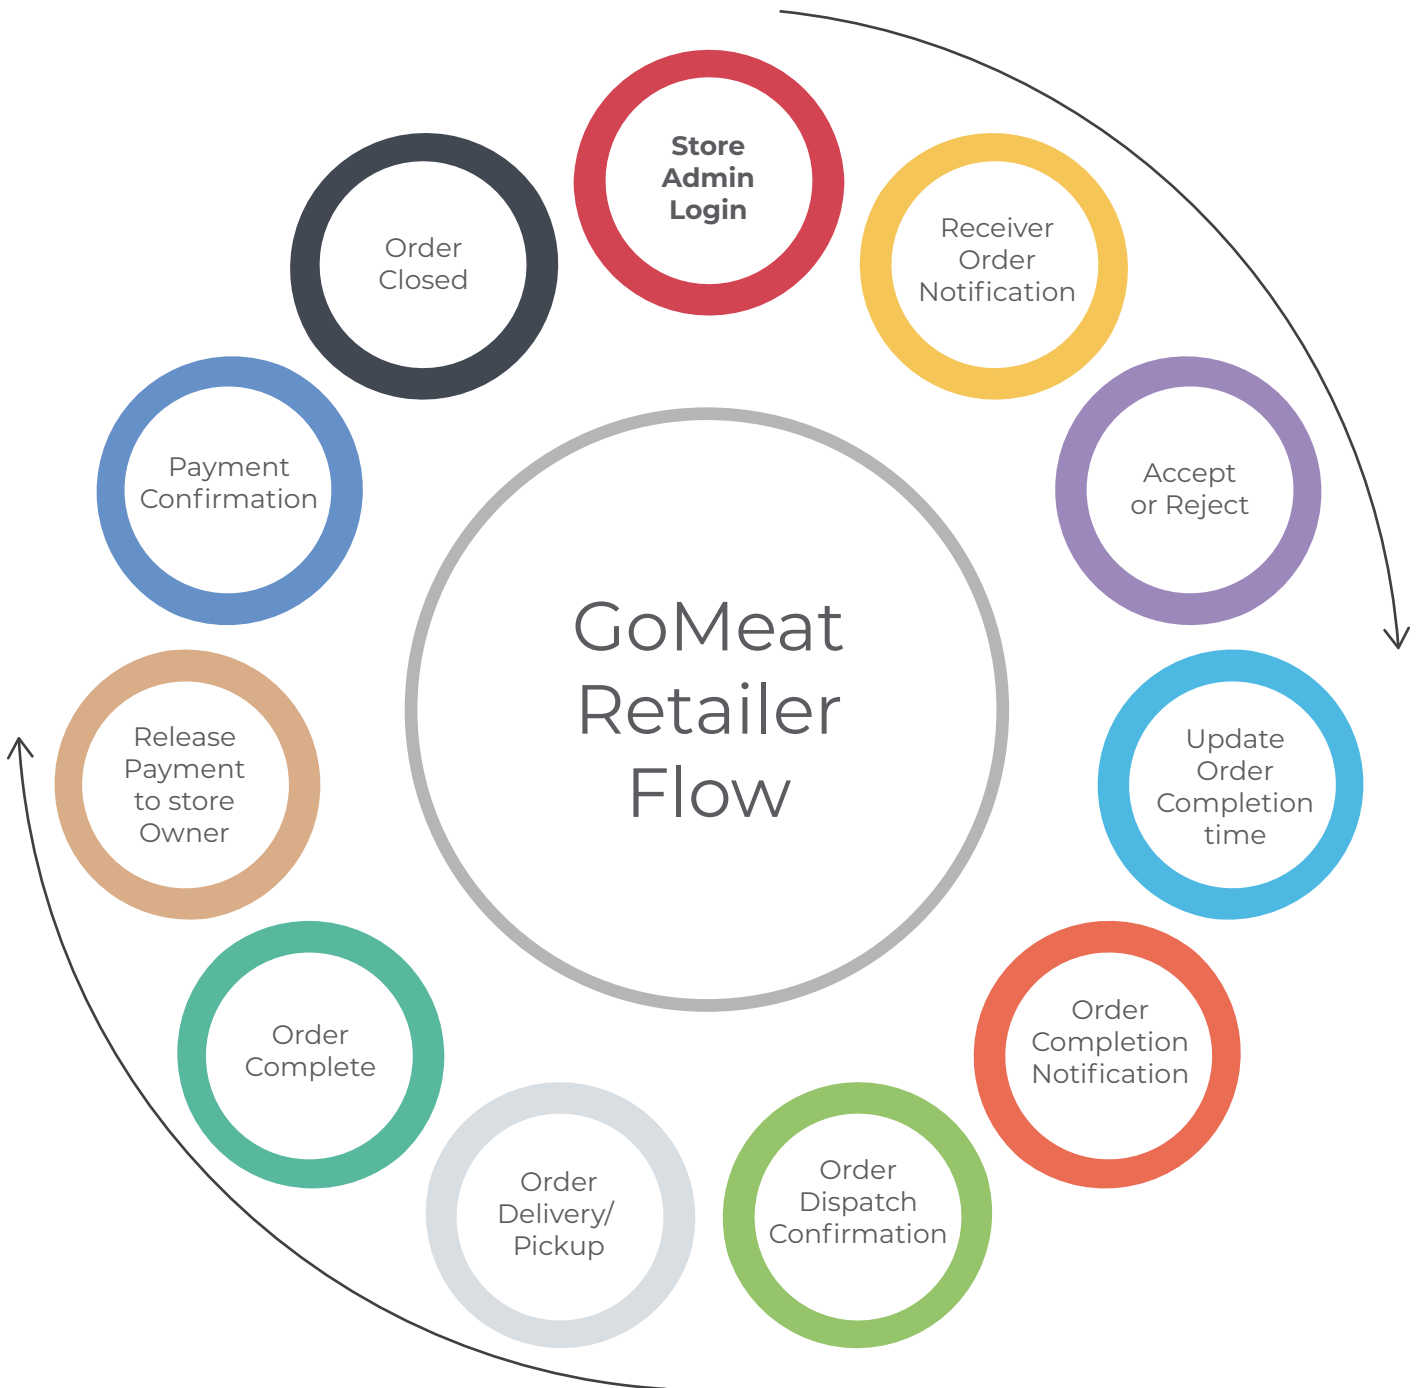 Store
Admin
Login
Receiver
Order
Notification
Accept
or Reject
Update
Order
Completion
time
Order
Completion
Notification
Order
Dispatch
Confirmation
Order
Delivery/
Pickup
Order
Complete
Release
Payment
to store
Owner
Payment
Confirmation
Order
Closed
GoMeat
Retailer
Flow